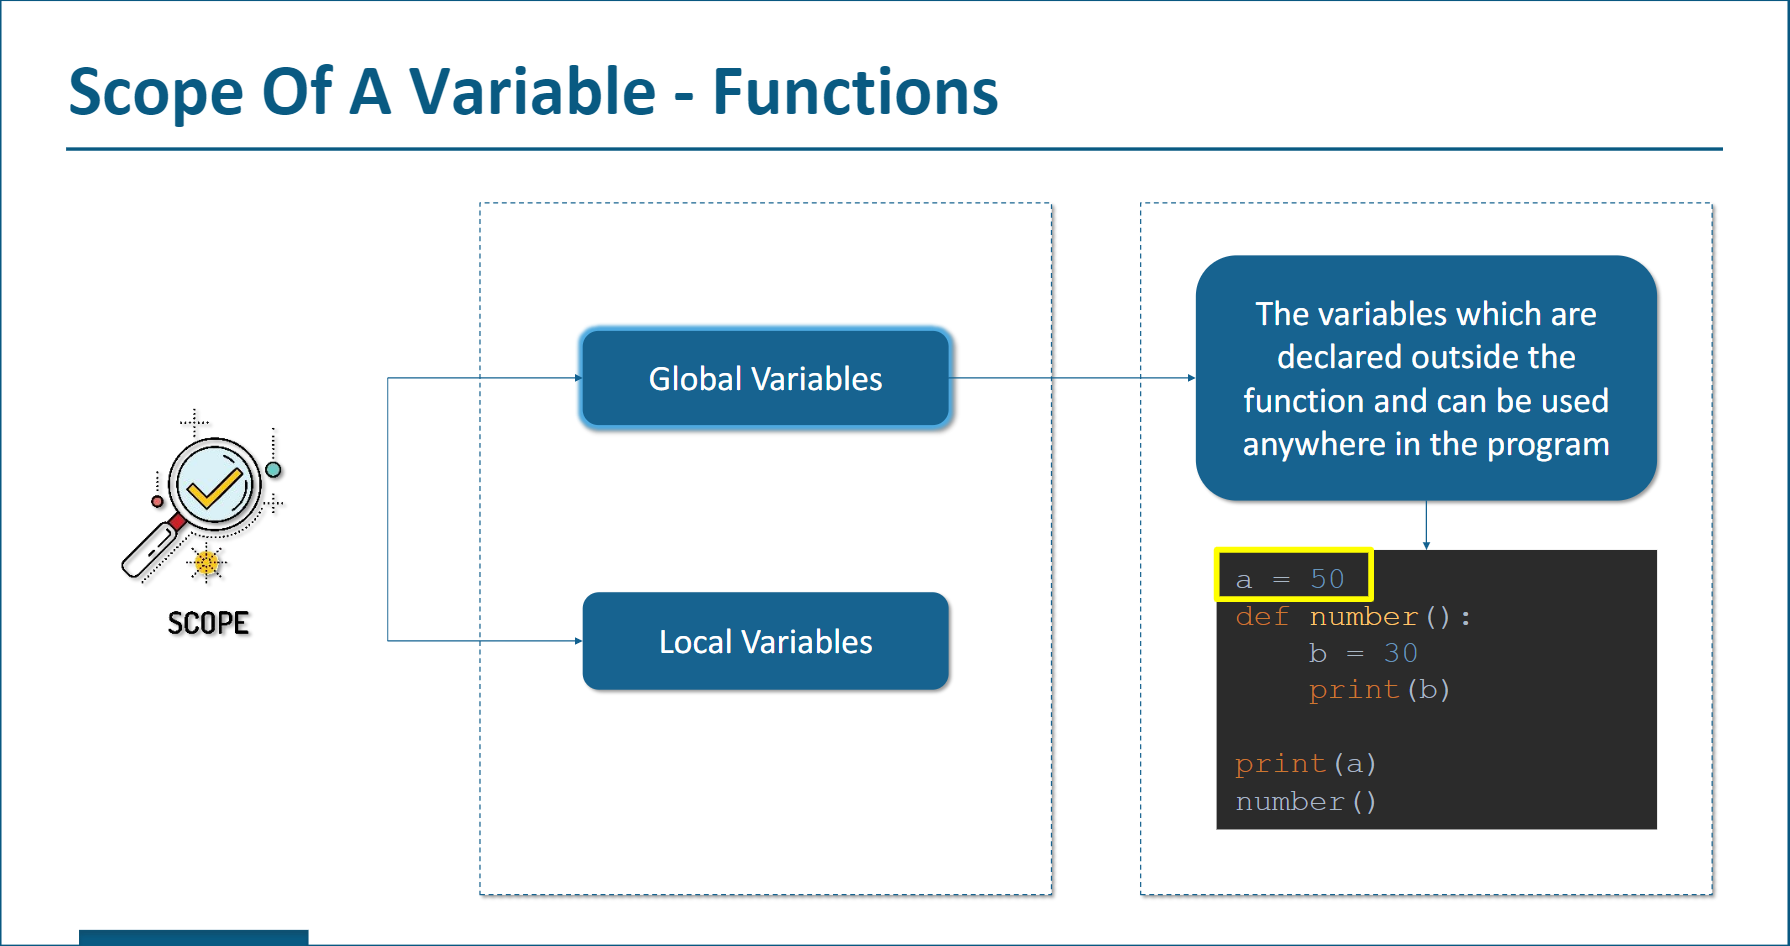 Scope Of A Variable - Functions
SCOPE
Global Variables
Local Variables
The variables which are
declared outside the
function and can be used
anywhere in the program
a = 50
def number():
    b = 30
    print(b)
print(a)
number()